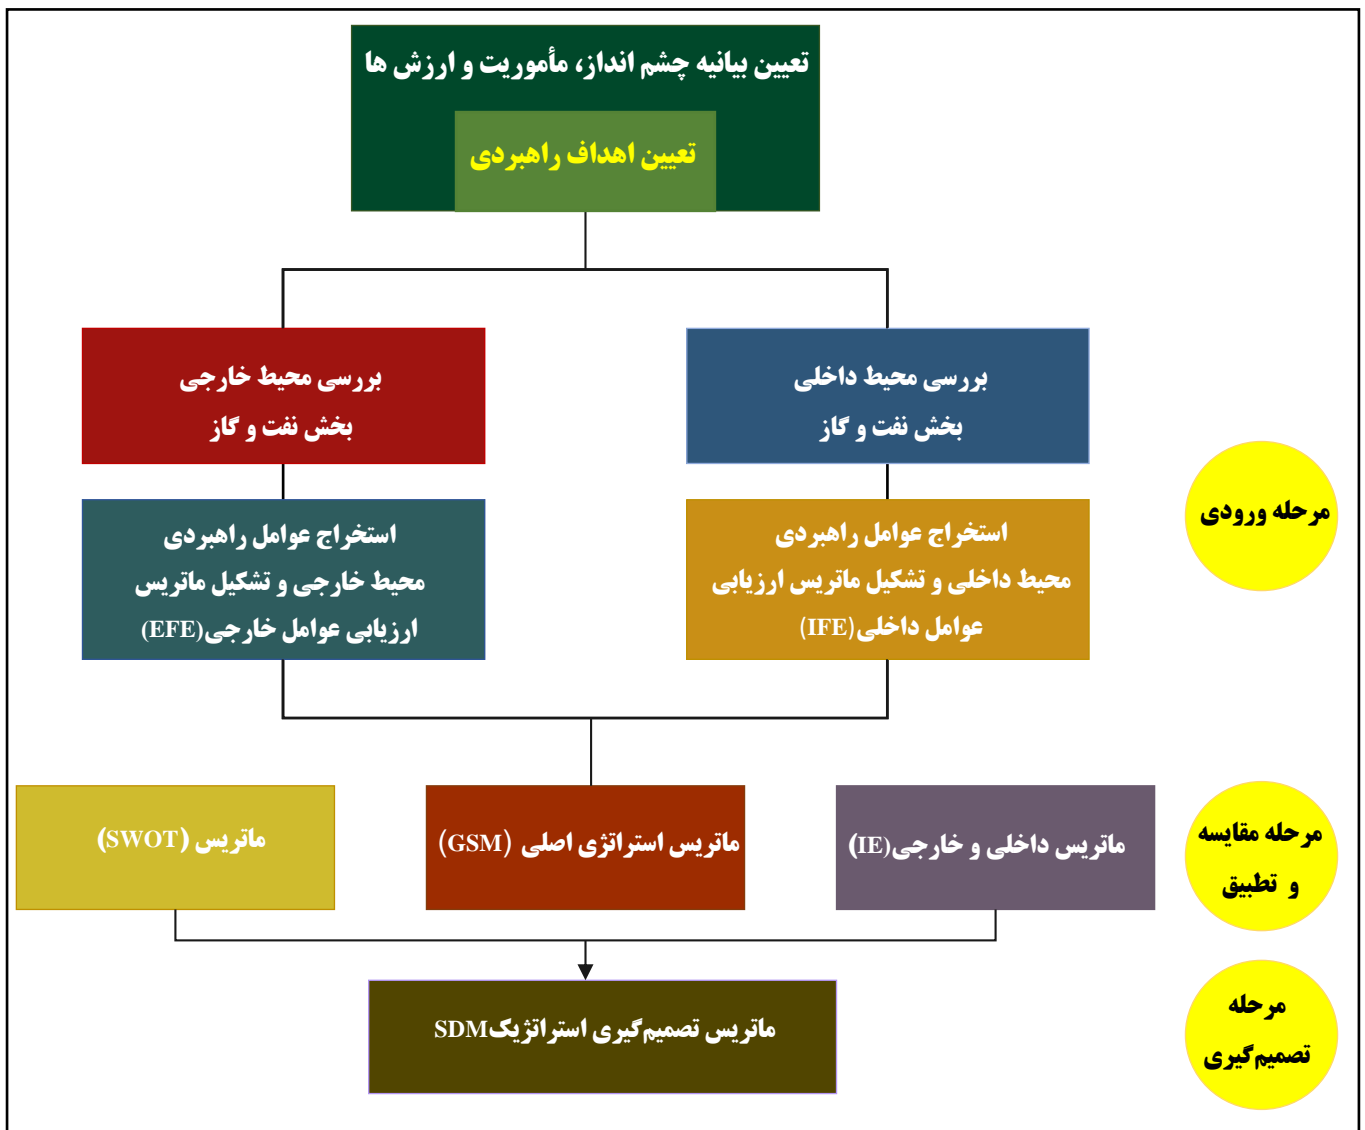 تعیین بیانیه چشم انداز، مأموریت و ارزش ها
تعیین اهداف راهبردی
بررسی محیط داخلی
بخش نفت و گاز
بررسی محیط خارجی
بخش نفت و گاز
مرحله ورودی
استخراج عوامل راهبردی
محیط داخلی و تشکیل ماتریس ارزیابی
عوامل داخلی(IFE)
استخراج عوامل راهبردی
محیط خارجی و تشکیل ماتریس
ارزیابی عوامل خارجی(EFE)
مرحله مقایسه
و تطبیق
ماتریس داخلی و خارجی(IE)
ماتریس استراتژی اصلی (GSM)
ماتریس (SWOT)
مرحله
تصمیم‌گیری
ماتریس تصمیم‌گیری استراتژیکSDM